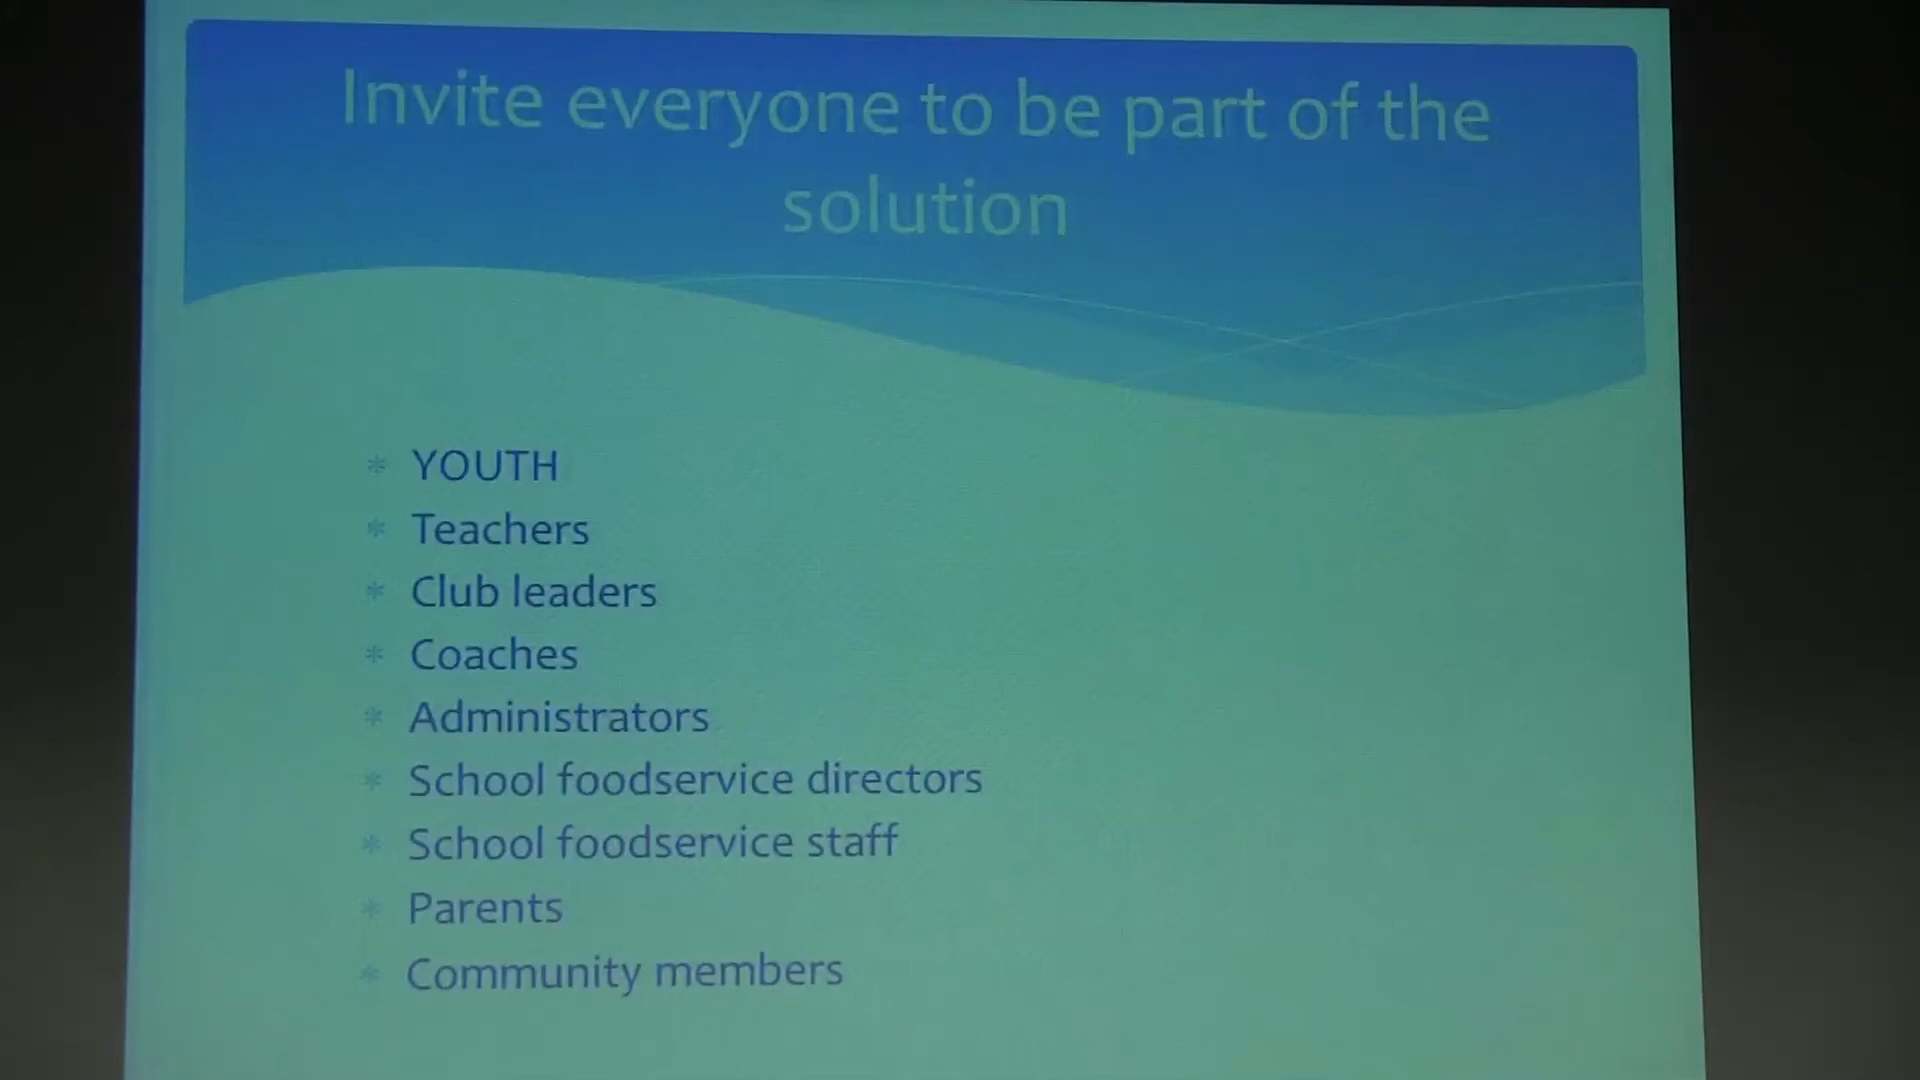 Invite everyone to be part of the
solution
* YOUTH
* Teachers
* Club leaders
* Coaches
* Administrators
* School foodservice directors
* School foodservice staff
* Parents
* Community members